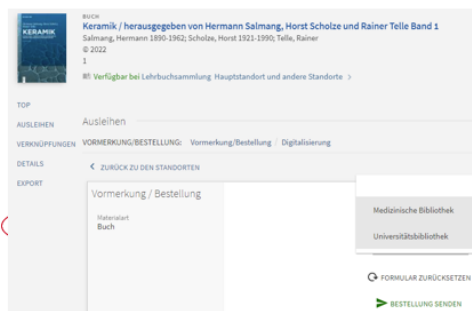 BUCH
Keramik / herausgegeben von Hermann Salmang, Horst Scholze und Rainer Telle Band 1
Salmang, Hermann 1890-1962; Scholze, Horst 1921-1990; Telle, Rainer
© 2022
1
Verfügbar bei Lehrbuchsammlung Hauptstandort und andere Standorte >
KERAMIK
TOP
AUSLEIHEN
VERKNÜPFUNGEN
DETAILS
EXPORT
Ausleihen
VORMERKUNG/BESTELLUNG: Vormerkung/Bestellung / Digitalisierung
ZURÜCK ZU DEN STANDORTEN
Vormerkung / Bestellung
Materialart
Buch
Medizinische Bibliothek
Universitätsbibliothek
FORMULAR ZURÜCKSETZEN
BESTELLUNG SENDEN